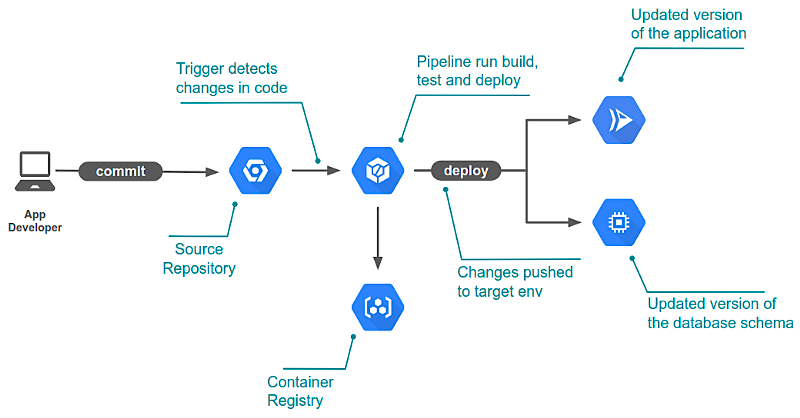 Updated version
of the application
Pipeline run build,
test and deploy
Trigger detects
changes in code
commit
deploy
App
Developer
Source
Repository
Changes pushed
to target env
Updated version of
the database schema
Container
Registry